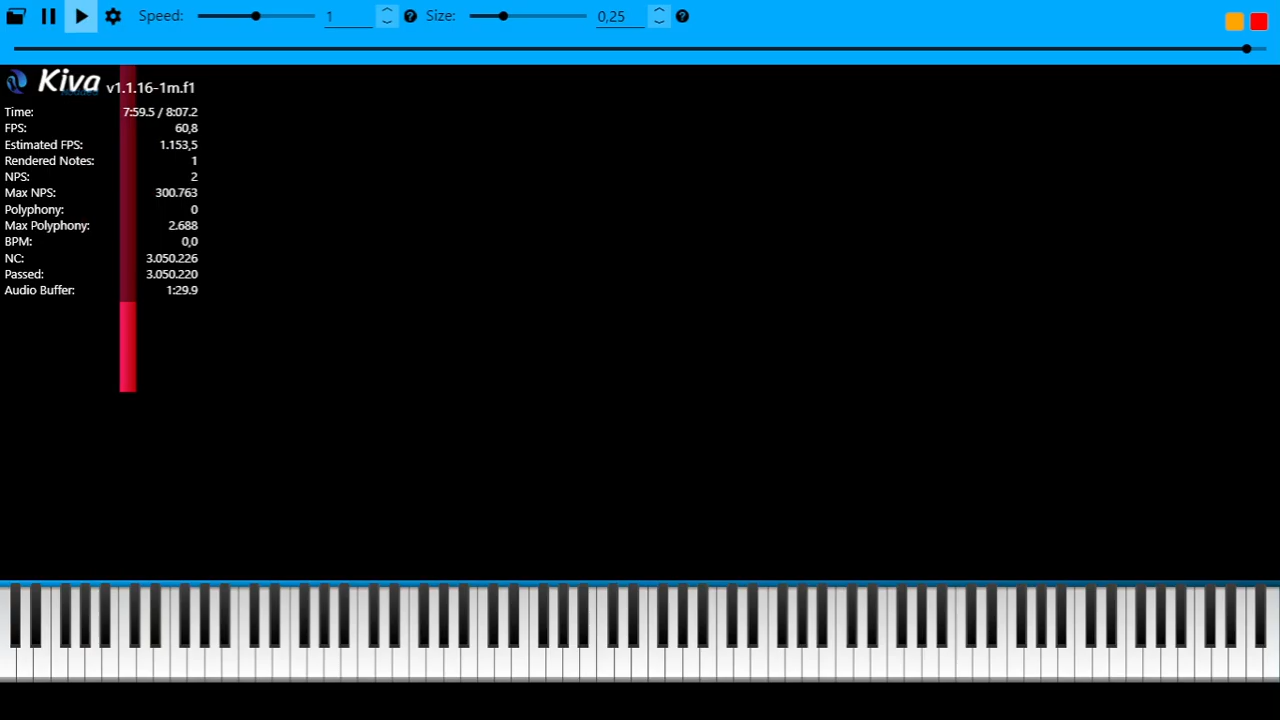 Speed: 1 Size: 0,25
Kiva v1.1.16-1m.f1
Time: 7:59.5 / 8:07.2
FPS: 60,8
Estimated FPS: 1.153,5
Rendered Notes: 1
NPS: 2
Max NPS: 300.763
Polyphony: 0
Max Polyphony: 2.688
BPM: 0,0
NC: 3.050.226
Passed: 3.050.220
Audio Buffer: 1:29.9